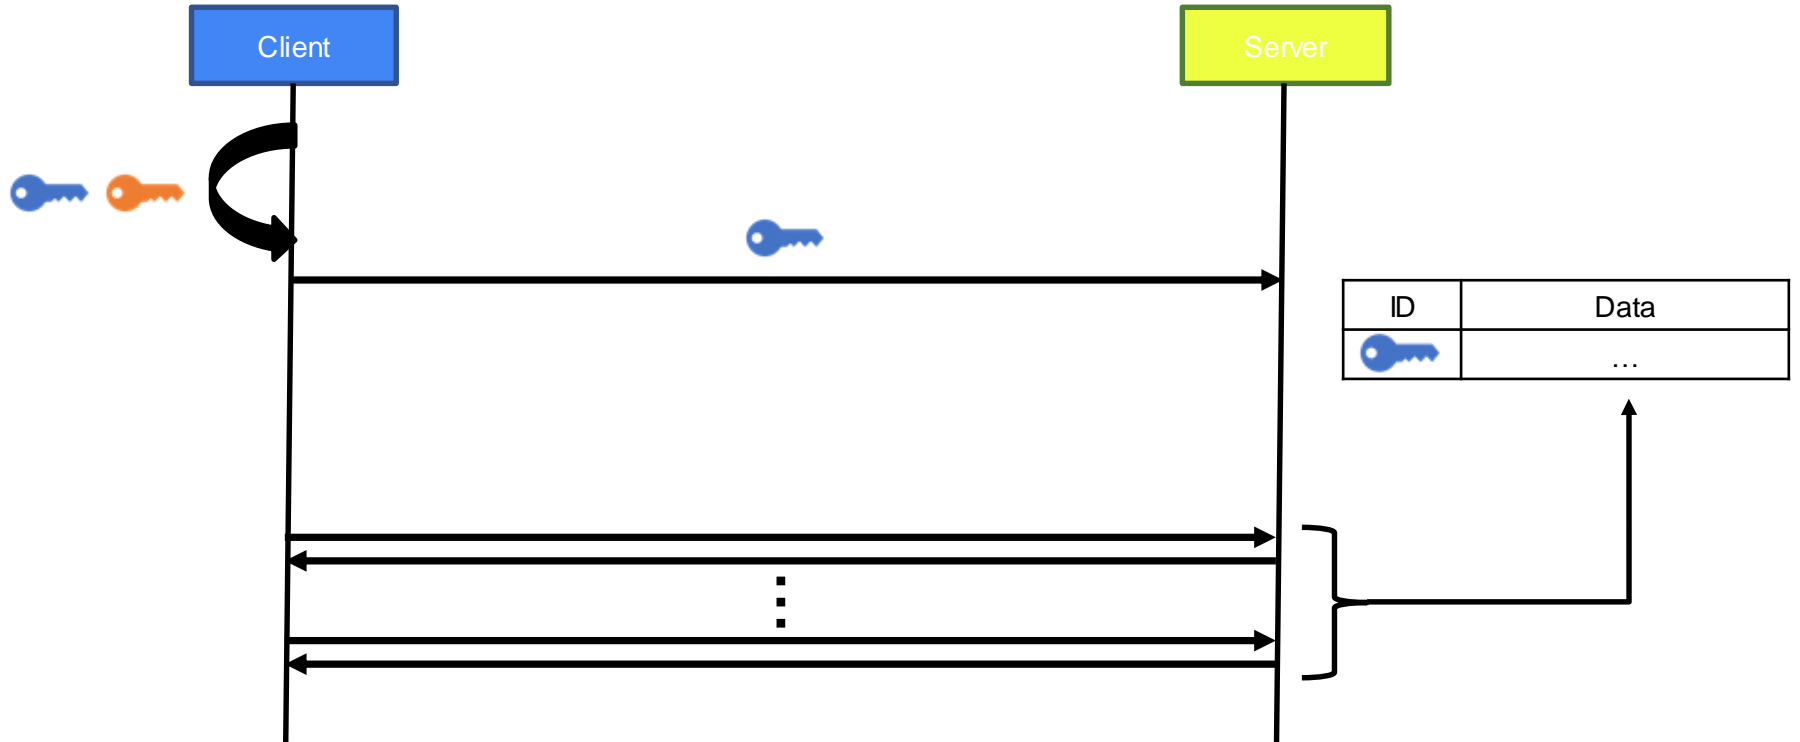 Client
Server
ID
Data
...